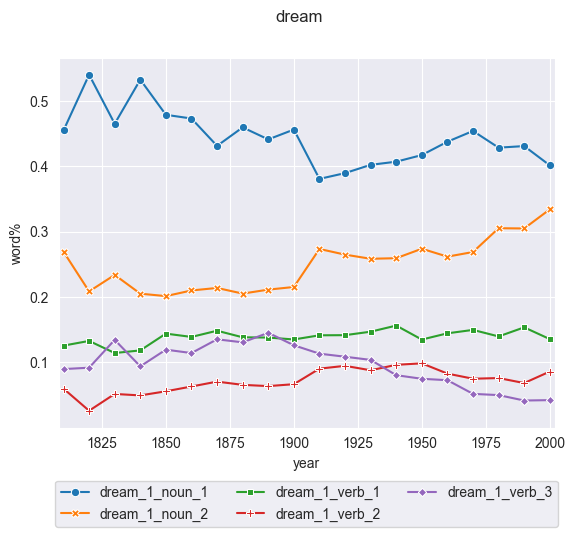 dream
0.5
0.4
0.3
0.2
0.1
word%
1825 1850 1875 1900 1925 1950 1975 2000
year
dream_1_noun_1 dream_1_verb_1 dream_1_verb_3
dream_1_noun_2 dream_1_verb_2